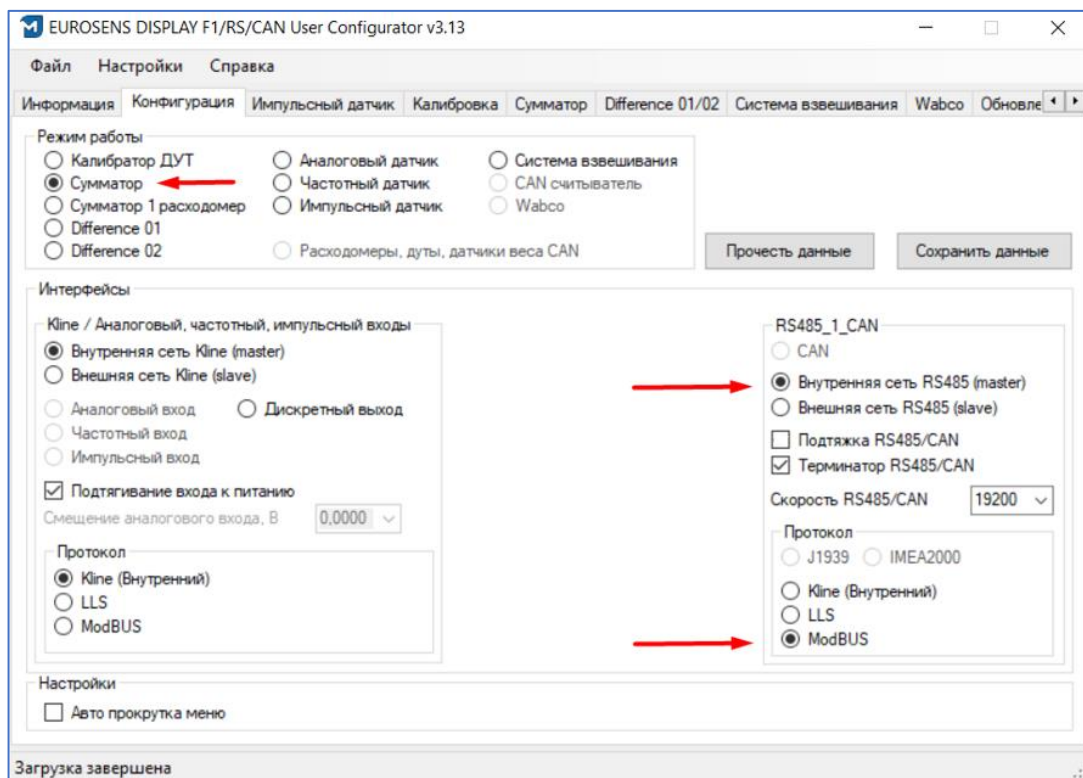 EUROSENS DISPLAY F1/RS/CAN User Configurator v3.13
Файл Настройки Справка
Информация Конфигурация Импульсный датчик Калибровка Сумматор Difference 01/02 Система взвешивания Wabco Обновле
Режим работы
Калибратор ДУТ Аналоговый датчик Система взвешивания
Сумматор Частотный датчик CAN считыватель
Сумматор 1 расходомер Импульсный датчик Wabco
Difference 01
Difference 02 Расходомеры, дуты, датчики веса CAN Прочесть данные Сохранить данные
Интерфейсы
Kline / Аналоговый, частотный, импульсный входы
Внутренняя сеть Kline (master)
Внешняя сеть Kline (slave)
Аналоговый вход Дискретный выход
Частотный вход
Импульсный вход
Подтягивание входа к питанию
Смещение аналогового входа, В 0,0000
Протокол
Kline (Внутренний)
LLS
ModBUS
RS485_1_CAN
CAN
Внутренняя сеть RS485 (master)
Внешняя сеть RS485 (slave)
Подтяжка RS485/CAN
Терминатор RS485/CAN
Скорость RS485/CAN 19200
Протокол
J1939 IMEA2000
Kline (Внутренний)
LLS
ModBUS
Настройки
Авто прокрутка меню
Загрузка завершена